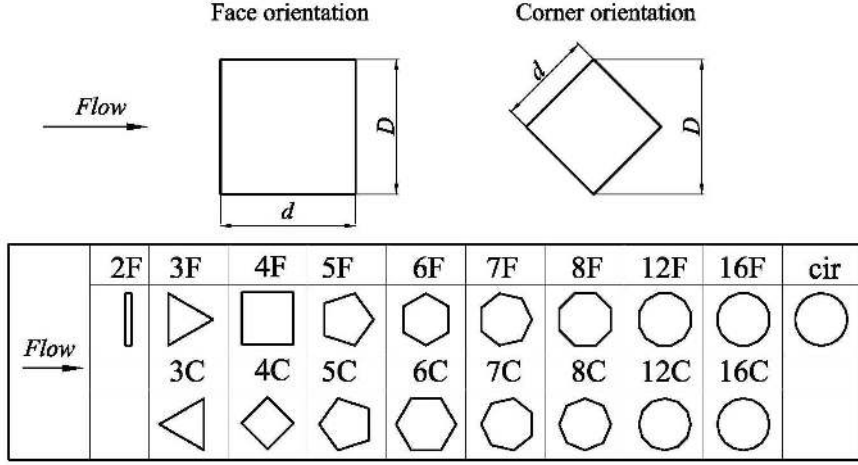 Face orientation Corner orientation
Flow
d
D
d
D
2F 3F 4F 5F 6F 7F 8F 12F 16F cir
Flow
3C 4C 5C 6C 7C 8C 12C 16C